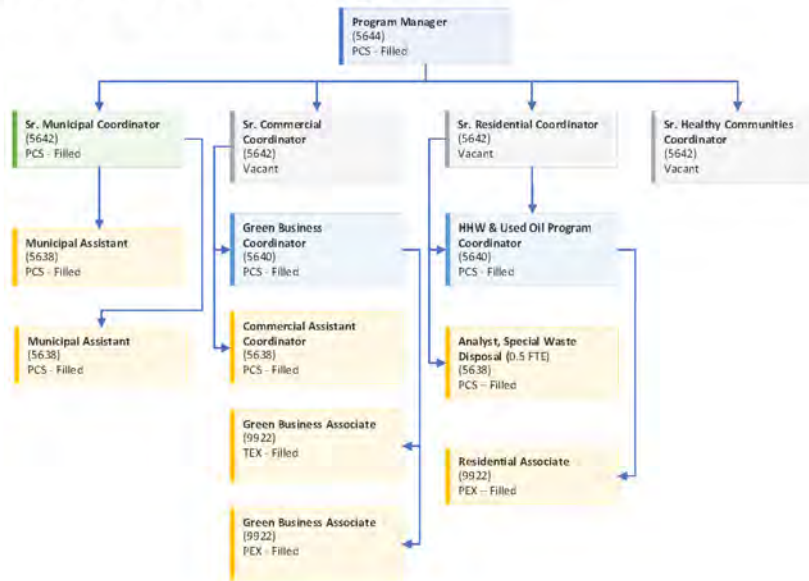 Program Manager
(5644)
PCS - Filled
Sr. Municipal Coordinator
(5642)
PCS - Filled
Sr. Commercial
Coordinator
(5642)
Vacant
Sr. Residential Coordinator
(5642)
Vacant
Sr. Healthy Communities
Coordinator
(5642)
Vacant
Municipal Assistant
(5638)
PCS - Filled
Green Business
Coordinator
(5640)
PCS - Filled
HHW & Used Oil Program
Coordinator
(5640)
PCS - Filled
Municipal Assistant
(5638)
PCS - Filled
Commercial Assistant
Coordinator
(5638)
PCS - Filled
Analyst, Special Waste
Disposal (0.5 FTE)
(5638)
PCS – Filled
Green Business Associate
(9922)
TEX - Filled
Residential Associate
(9922)
PEX – Filled
Green Business Associate
(9922)
PEX - Filled